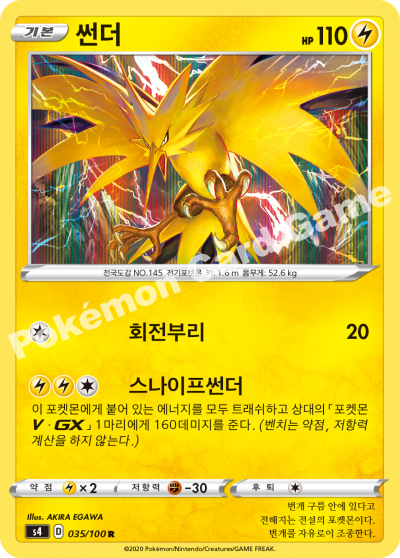 기본 썬더 HP 110
전국도감 NO.145 전기포켓몬 키: 1.6 m 몸무게: 52.6 kg
회전부리 20
스나이프썬더
이 포켓몬에게 붙어 있는 에너지를 모두 트래쉬하고 상대의 「포켓몬
V・GX」 1마리에게 160데미지를 준다. (벤치는 약점, 저항력
계산을 하지 않는다.)
약점 ×2 저항력 -30 후퇴
Illus. AKIRA EGAWA
s4 D 035/100 R
번개 구름 안에 있다고
전해지는 전설의 포켓몬이다.
번개를 자유로이 조종한다.
©2020 Pokémon/Nintendo/Creatures/GAME FREAK.
Pokémon Card Game